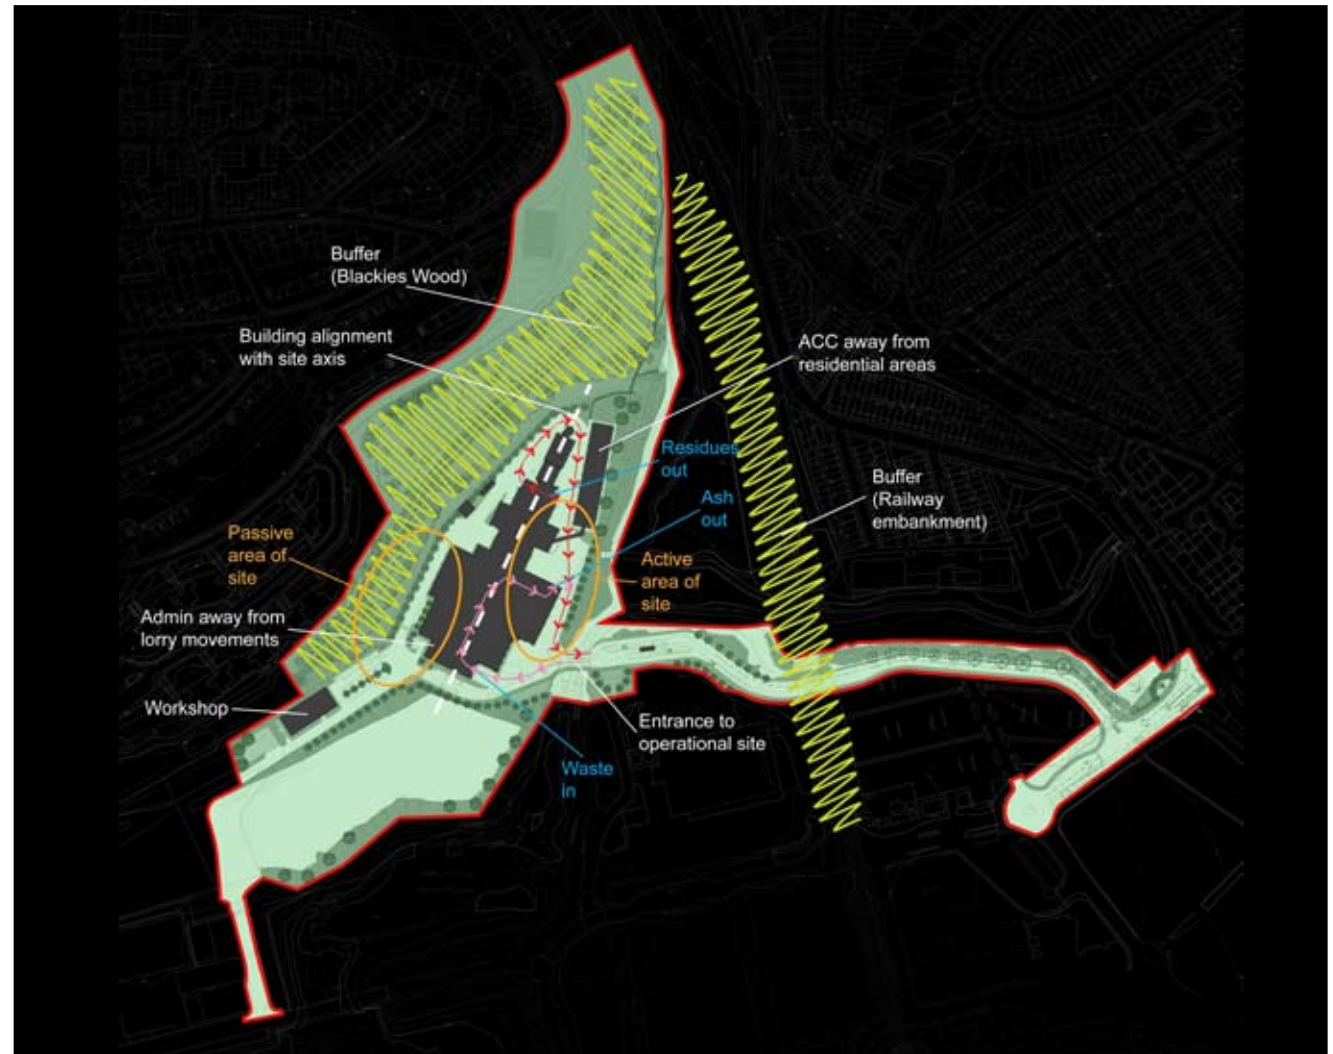 Buffer
(Blackies Wood)
Building alignment
with site axis
ACC away from
residential areas
Residues
out
Ash
out
Buffer
(Railway
embankment)
Passive
area of
site
Active
area of
site
Admin away from
lorry movements
Workshop
Entrance to
operational site
Waste
in